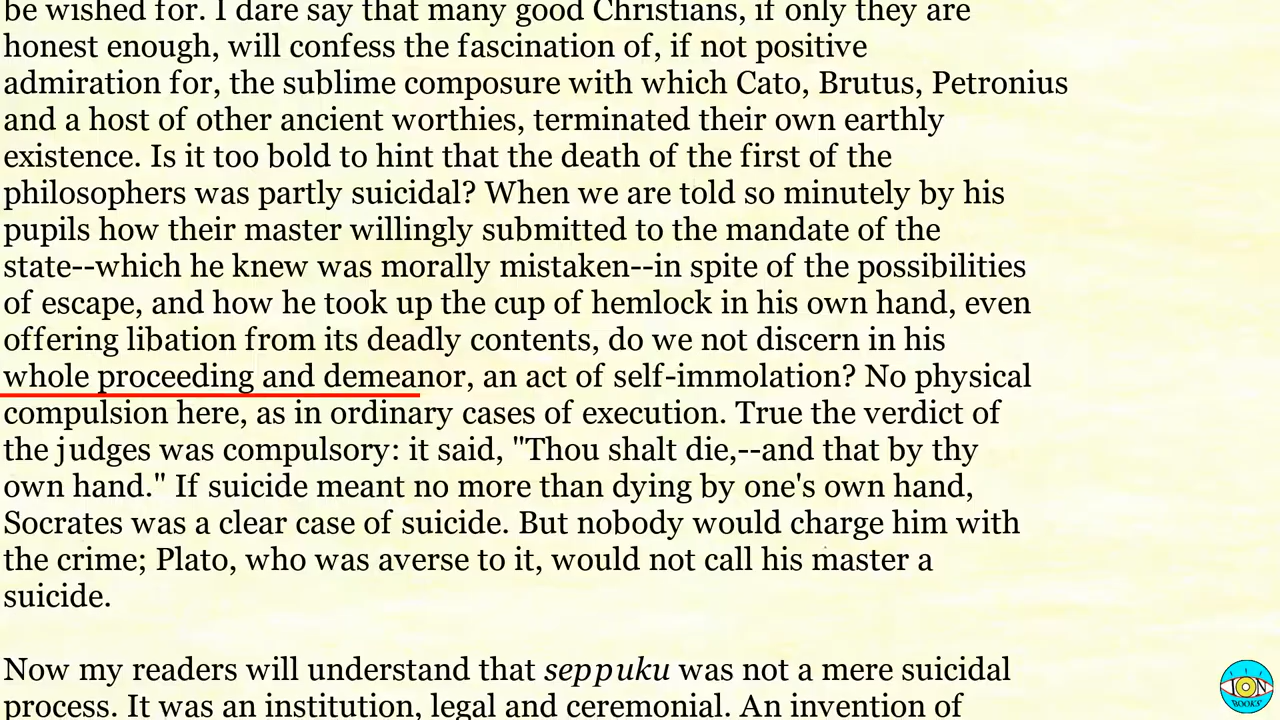 be wished for. I dare say that many good Christians, if only they are
honest enough, will confess the fascination of, if not positive
admiration for, the sublime composure with which Cato, Brutus, Petronius
and a host of other ancient worthies, terminated their own earthly
existence. Is it too bold to hint that the death of the first of the
philosophers was partly suicidal? When we are told so minutely by his
pupils how their master willingly submitted to the mandate of the
state--which he knew was morally mistaken--in spite of the possibilities
of escape, and how he took up the cup of hemlock in his own hand, even
offering libation from its deadly contents, do we not discern in his
whole proceeding and demeanor, an act of self-immolation? No physical
compulsion here, as in ordinary cases of execution. True the verdict of
the judges was compulsory: it said, "Thou shalt die,--and that by thy
own hand." If suicide meant no more than dying by one's own hand,
Socrates was a clear case of suicide. But nobody would charge him with
the crime; Plato, who was averse to it, would not call his master a
suicide.
Now my readers will understand that seppuku was not a mere suicidal
process. It was an institution, legal and ceremonial. An invention of
ION
BOOKS